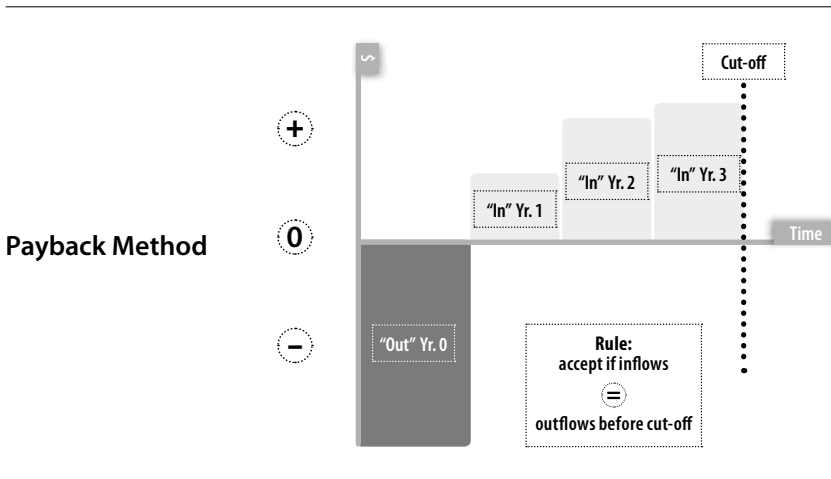 $
Cut-off
+
"In" Yr. 3
"In" Yr. 2
"In" Yr. 1
Payback Method
0
Time
–
"Out" Yr. 0
Rule:
accept if inflows
=
outflows before cut-off